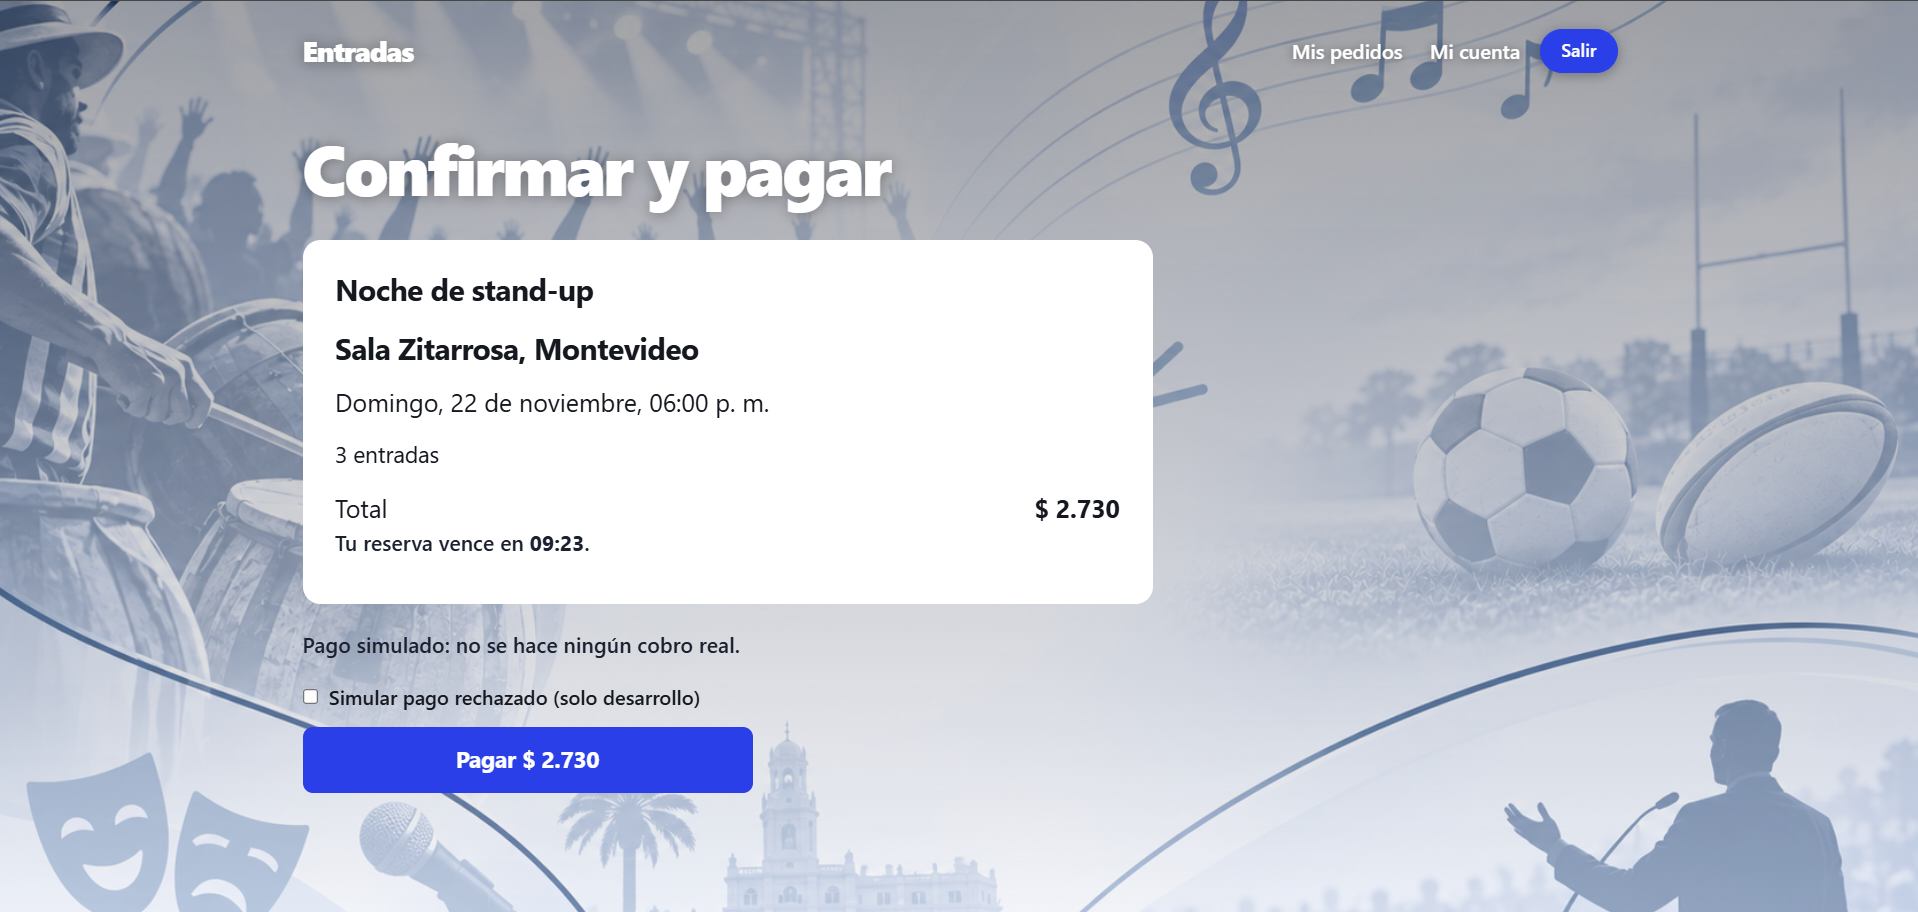 Entradas
Mis pedidos
Mi cuenta
Salir
Confirmar y pagar
Noche de stand-up
Sala Zitarrosa, Montevideo
Domingo, 22 de noviembre, 06:00 p. m.
3 entradas
Total $ 2.730
Tu reserva vence en 09:23.
Pago simulado: no se hace ningún cobro real.
Simular pago rechazado (solo desarrollo)
Pagar $ 2.730